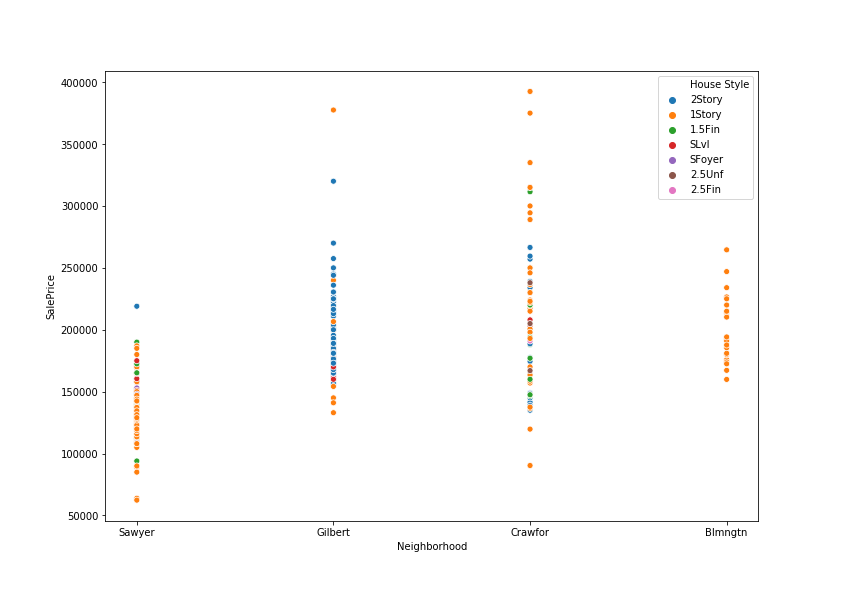 400000
350000
300000
250000
200000
150000
100000
50000
SalePrice
House Style
2Story
1Story
1.5Fin
SLvl
SFoyer
2.5Unf
2.5Fin
Sawyer
Gilbert
Crawfor
Blmngtn
Neighborhood